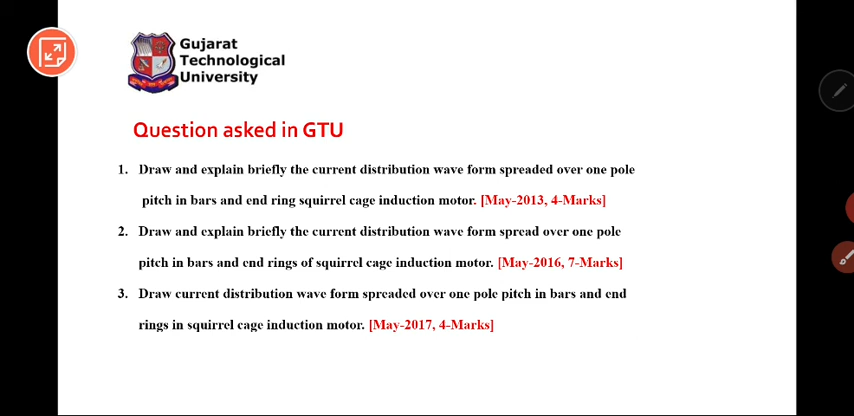 Gujarat
Technological
University
Question asked in GTU
1. Draw and explain briefly the current distribution wave form spreaded over one pole
pitch in bars and end ring squirrel cage induction motor. [May-2013, 4-Marks]
2. Draw and explain briefly the current distribution wave form spread over one pole
pitch in bars and end rings of squirrel cage induction motor. [May-2016, 7-Marks]
3. Draw current distribution wave form spreaded over one pole pitch in bars and end
rings in squirrel cage induction motor. [May-2017, 4-Marks]